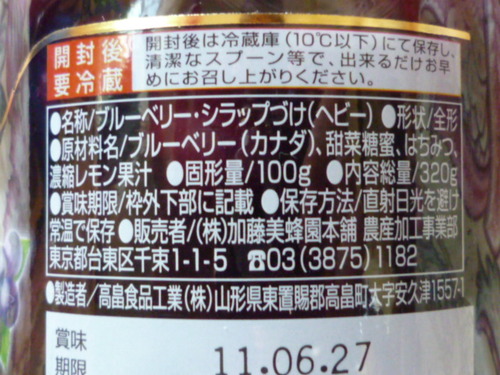 開封後
要冷蔵
開封後は冷蔵庫(10℃以下)にて保存し、
清潔なスプーン等で、出来るだけお早
めにお召し上がりください。
●名称/ブルーベリー・シラップづけ(ヘビー) ●形状/全形
●原材料名/ブルーベリー(カナダ)、甜菜糖蜜、はちみつ、
濃縮レモン果汁 ●固形量/100g ●内容総量/320g
●賞味期限/枠外下部に記載 ●保存方法/直射日光を避け
常温で保存 ●販売者/(株)加藤美蜂園本舗 農産加工事業部
東京都台東区千束1-1-5 ☎03(3875)1182
●製造者/高畠食品工業(株)山形県東置賜郡高畠町大字安久津1557-1
賞味
期限
11.06.27